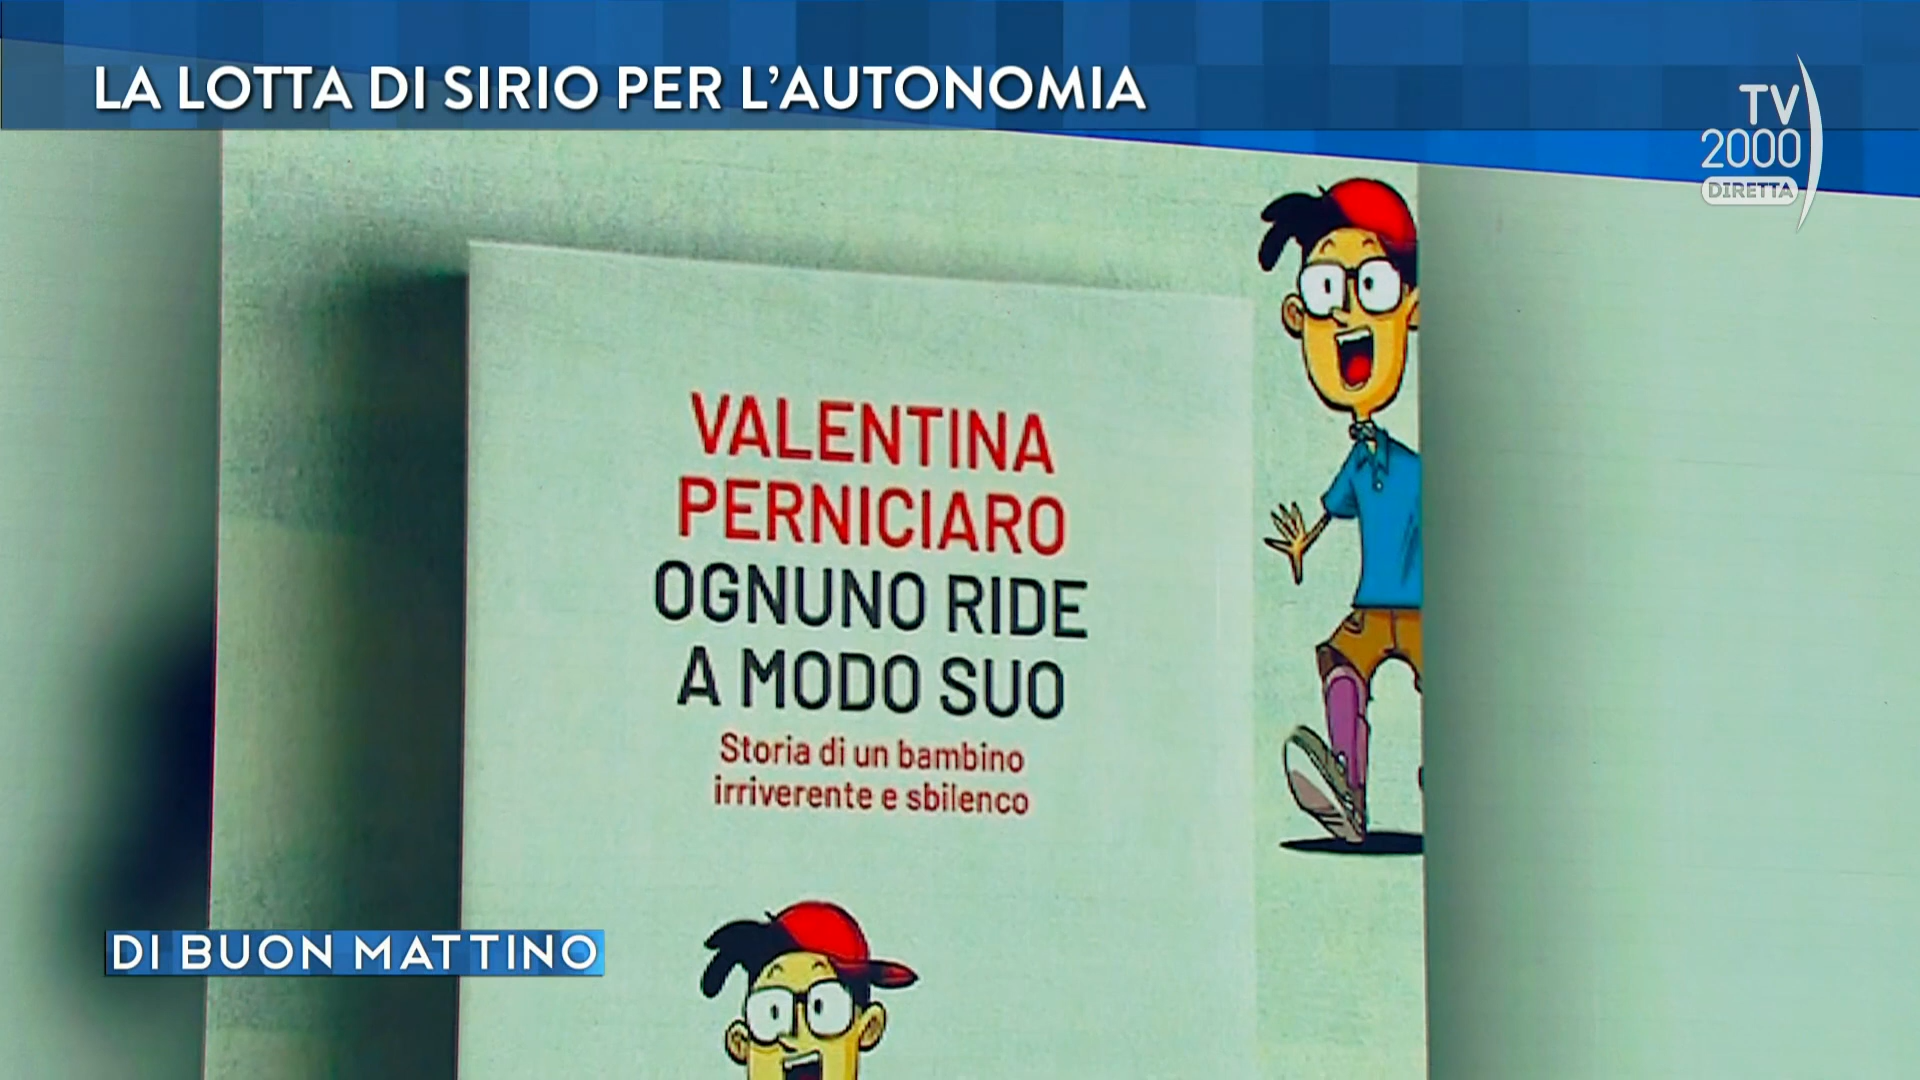 LA LOTTA DI SIRIO PER L'AUTONOMIA
TV
2000
DIRETTA
VALENTINA
PERNICIARO
OGNUNO RIDE
A MODO SUO
Storia di un bambino
irriverente e sbilenco
DI BUON MATTINO